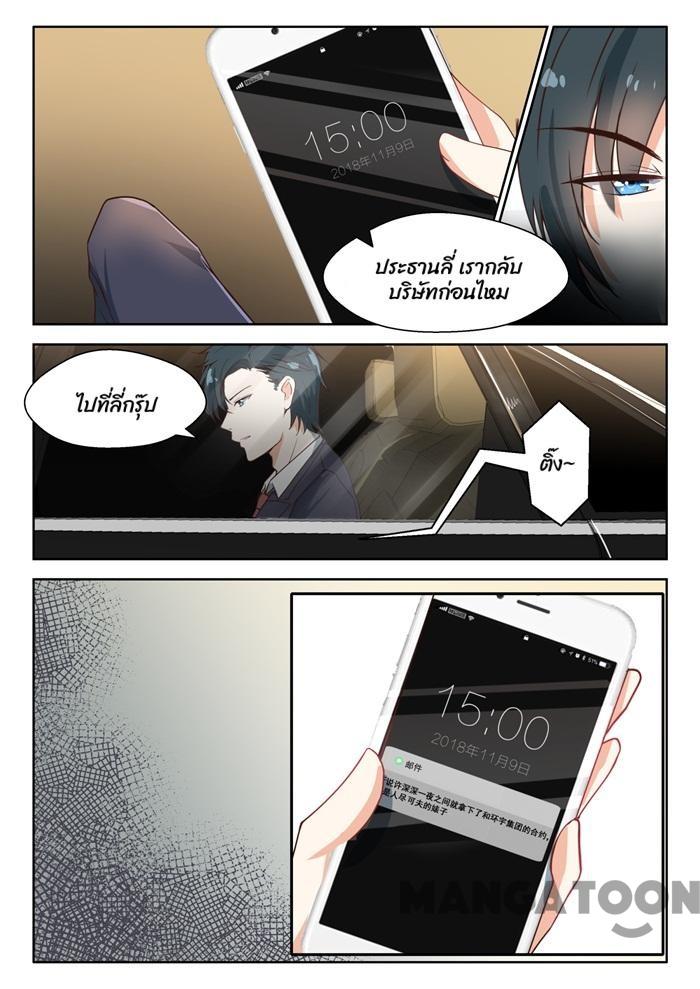 15:00
2018年11月9日
ประธานลี่ เรากลับ
บริษัทก่อนไหม
ไปที่ลี่กรุ๊ป
ติ๊ง~
51%
15:00
2018年11月9日
邮件
说许深深一夜之间就拿下了和环宇集团的合约,
是人尽可夫的婊子
MANGATOON